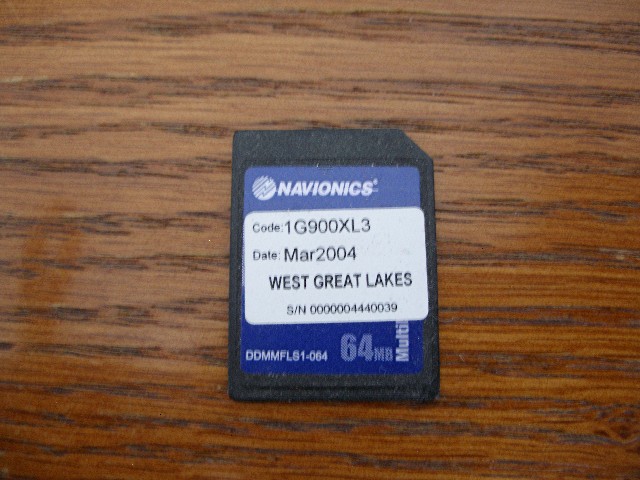 NAVIONICS
Code: 1G900XL3
Date: Mar2004
WEST GREAT LAKES
S/N 0000004440039
DDMMFLS1-064
64MB
Multi